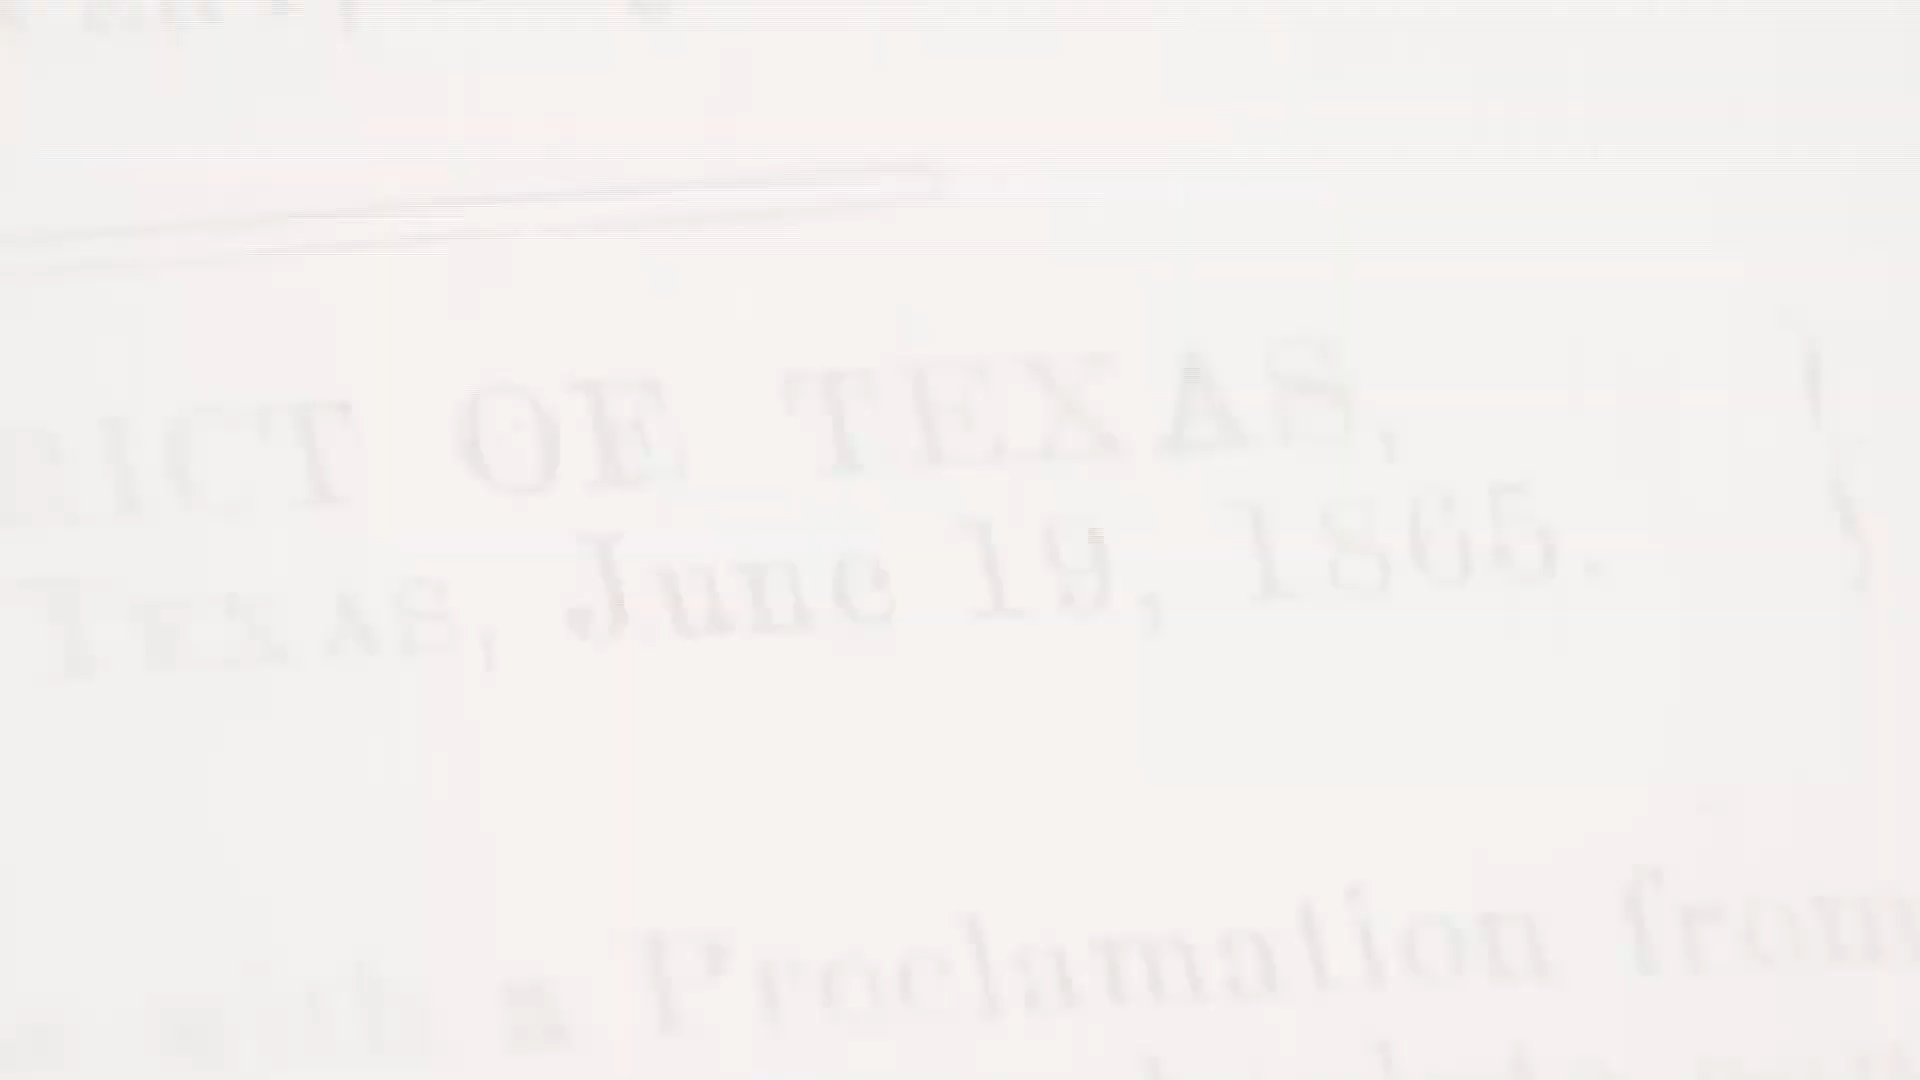 RICT OF TEXAS,
TEXAS, June 19, 1865.
a Proclamation from